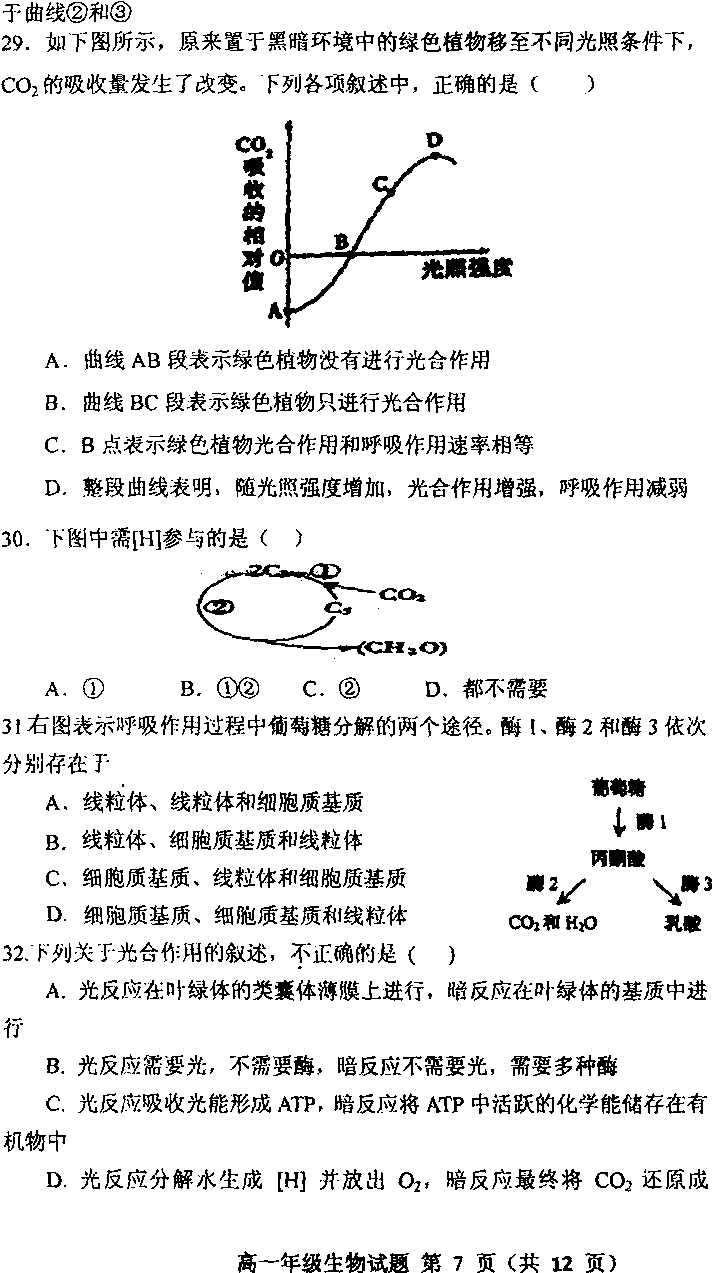 于曲线②和③
29．如下图所示，原来置于黑暗环境中的绿色植物移至不同光照条件下，
CO₂的吸收量发生了改变。下列各项叙述中，正确的是（　　）
CO₂吸收的相对值
D
C
B
O
光照强度
A
A．曲线 AB 段表示绿色植物没有进行光合作用
B．曲线 BC 段表示绿色植物只进行光合作用
C．B 点表示绿色植物光合作用和呼吸作用速率相等
D．整段曲线表明，随光照强度增加，光合作用增强，呼吸作用减弱
30．下图中需[H]参与的是（　）
2C₃ ①
CO₂
② C₅
(CH₂O)
A．①　B．①②　C．②　D．都不需要
31右图表示呼吸作用过程中葡萄糖分解的两个途径。酶 1、酶 2 和酶 3 依次
分别存在于
A．线粒体、线粒体和细胞质基质
B．线粒体、细胞质基质和线粒体
C．细胞质基质、线粒体和细胞质基质
D．细胞质基质、细胞质基质和线粒体
葡萄糖
酶 1
丙酮酸
酶 2　酶 3
CO₂和 H₂O　乳酸
32.下列关于光合作用的叙述，不正确的是（　）
A. 光反应在叶绿体的类囊体薄膜上进行，暗反应在叶绿体的基质中进
行
B. 光反应需要光，不需要酶，暗反应不需要光，需要多种酶
C. 光反应吸收光能形成 ATP，暗反应将 ATP 中活跃的化学能储存在有
机物中
D. 光反应分解水生成 [H] 并放出 O₂，暗反应最终将 CO₂ 还原成
高一年级生物试题 第 7 页（共 12 页）